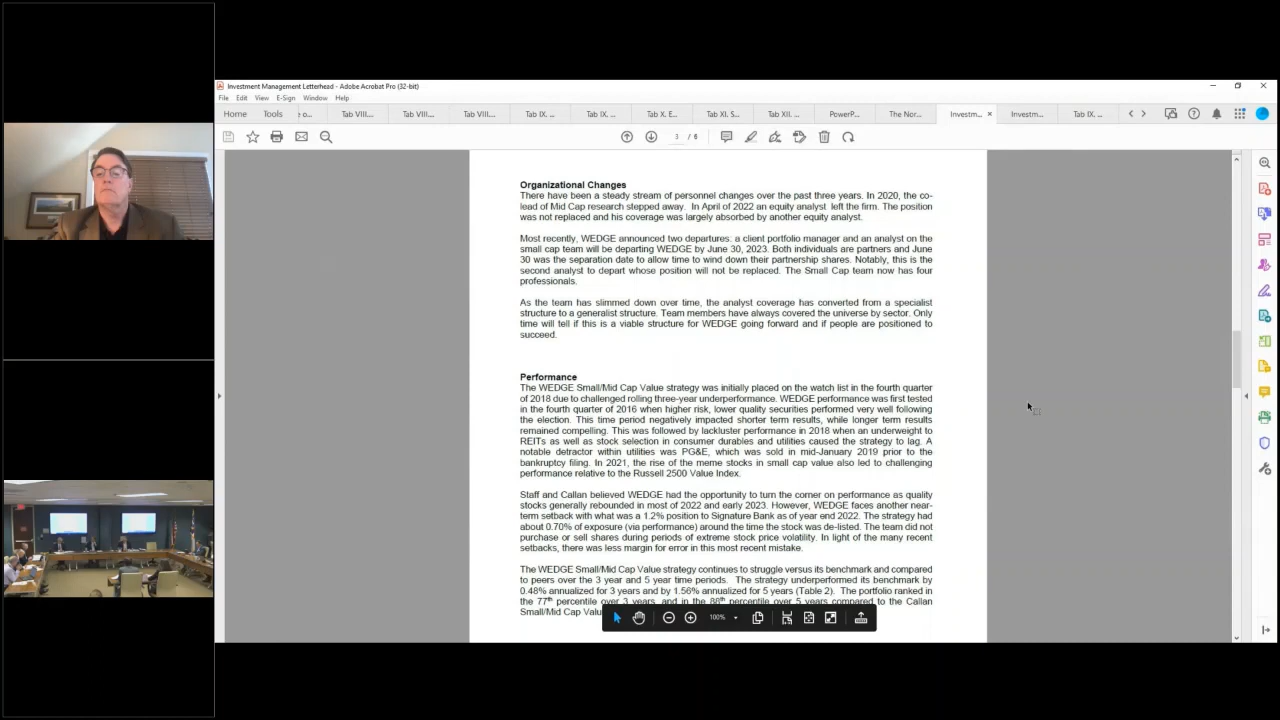 Investment Management Letterhead - Adobe Acrobat Pro (32-bit)
File Edit View E-Sign Window Help
Home Tools e o... Tab VIII.... Tab VIII.... Tab VIII.... Tab IX. ... Tab IX. ... Tab X. E... Tab XI. S... Tab XII. ... PowerP... The Nor... Investm... × Investm... Tab IX. ...
3 / 6
Organizational Changes
There have been a steady stream of personnel changes over the past three years. In 2020, the co-
lead of Mid Cap research stepped away. In April of 2022 an equity analyst left the firm. The position
was not replaced and his coverage was largely absorbed by another equity analyst.
Most recently, WEDGE announced two departures: a client portfolio manager and an analyst on the
small cap team will be departing WEDGE by June 30, 2023. Both individuals are partners and June
30 was the separation date to allow time to wind down their partnership shares. Notably, this is the
second analyst to depart whose position will not be replaced. The Small Cap team now has four
professionals.
As the team has slimmed down over time, the analyst coverage has converted from a specialist
structure to a generalist structure. Team members have always covered the universe by sector. Only
time will tell if this is a viable structure for WEDGE going forward and if people are positioned to
succeed.
Performance
The WEDGE Small/Mid Cap Value strategy was initially placed on the watch list in the fourth quarter
of 2018 due to challenged rolling three-year underperformance. WEDGE performance was first tested
in the fourth quarter of 2016 when higher risk, lower quality securities performed very well following
the election. This time period negatively impacted shorter term results, while longer term results
remained compelling. This was followed by lackluster performance in 2018 when an underweight to
REITs as well as stock selection in consumer durables and utilities caused the strategy to lag. A
notable detractor within utilities was PG&E, which was sold in mid-January 2019 prior to the
bankruptcy filing. In 2021, the rise of the meme stocks in small cap value also led to challenging
performance relative to the Russell 2500 Value Index.
Staff and Callan believed WEDGE had the opportunity to turn the corner on performance as quality
stocks generally rebounded in most of 2022 and early 2023. However, WEDGE faces another near-
term setback with what was a 1.2% position to Signature Bank as of year end 2022. The strategy had
about 0.70% of exposure (via performance) around the time the stock was de-listed. The team did not
purchase or sell shares during periods of extreme stock price volatility. In light of the many recent
setbacks, there was less margin for error in this most recent mistake.
The WEDGE Small/Mid Cap Value strategy continues to struggle versus its benchmark and compared
to peers over the 3 year and 5 year time periods. The strategy underperformed its benchmark by
0.48% annualized for 3 years and by 1.56% annualized for 5 years (Table 2). The portfolio ranked in
the 77th percentile over 3 years, and in the 88th percentile over 5 years compared to the Callan
Small/Mid Cap Valu
100%